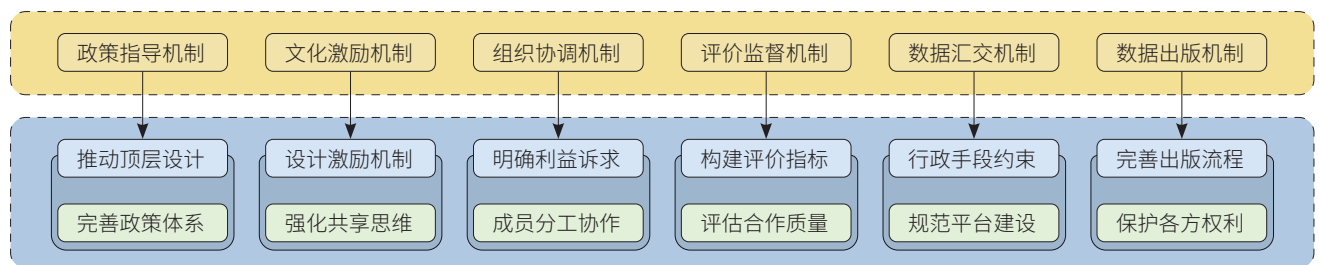 政策指导机制 文化激励机制 组织协调机制 评价监督机制 数据汇交机制 数据出版机制
推动顶层设计 设计激励机制 明确利益诉求 构建评价指标 行政手段约束 完善出版流程
完善政策体系 强化共享思维 成员分工协作 评估合作质量 规范平台建设 保护各方权利